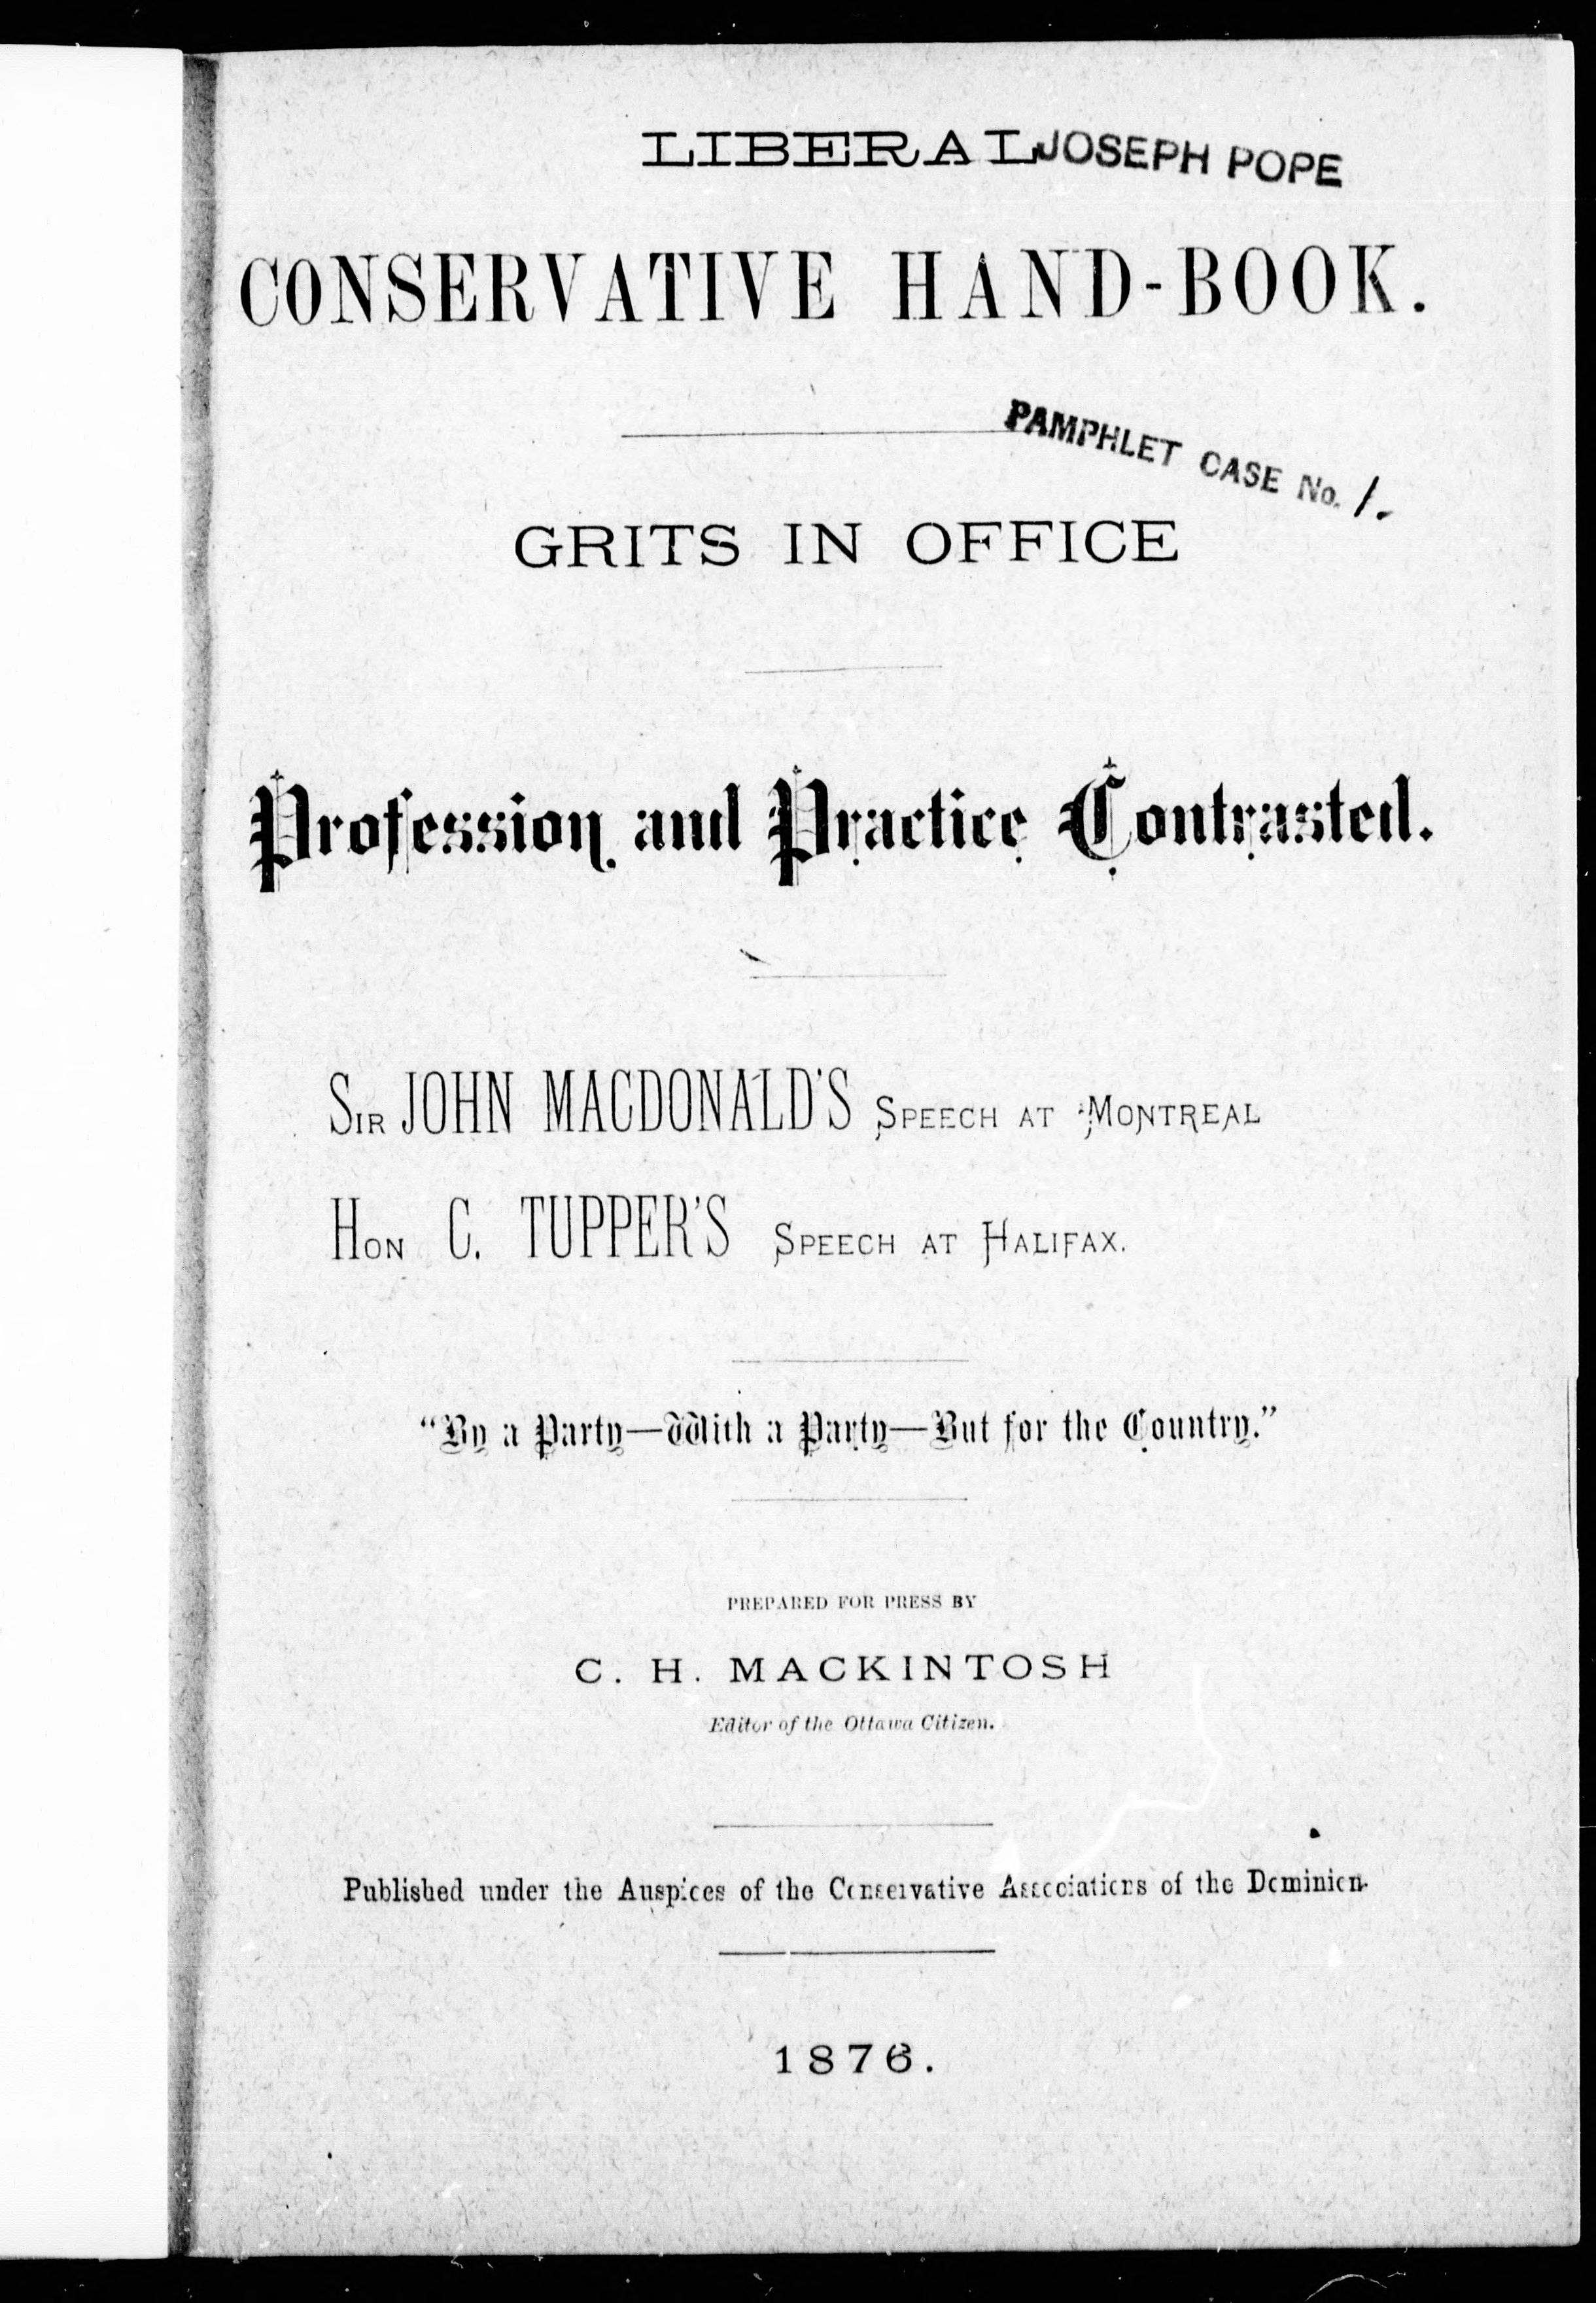 LIBERAL JOSEPH POPE
CONSERVATIVE HAND-BOOK.
PAMPHLET CASE No. 1.
GRITS IN OFFICE
Profession and Practice Contrasted.
SIR JOHN MACDONALD'S SPEECH AT MONTREAL
HON C. TUPPER'S SPEECH AT HALIFAX.
"By a Party—With a Party—But for the Country."
PREPARED FOR PRESS BY
C. H. MACKINTOSH
Editor of the Ottawa Citizen.
Published under the Auspices of the Conservative Associations of the Dominion.
1876.